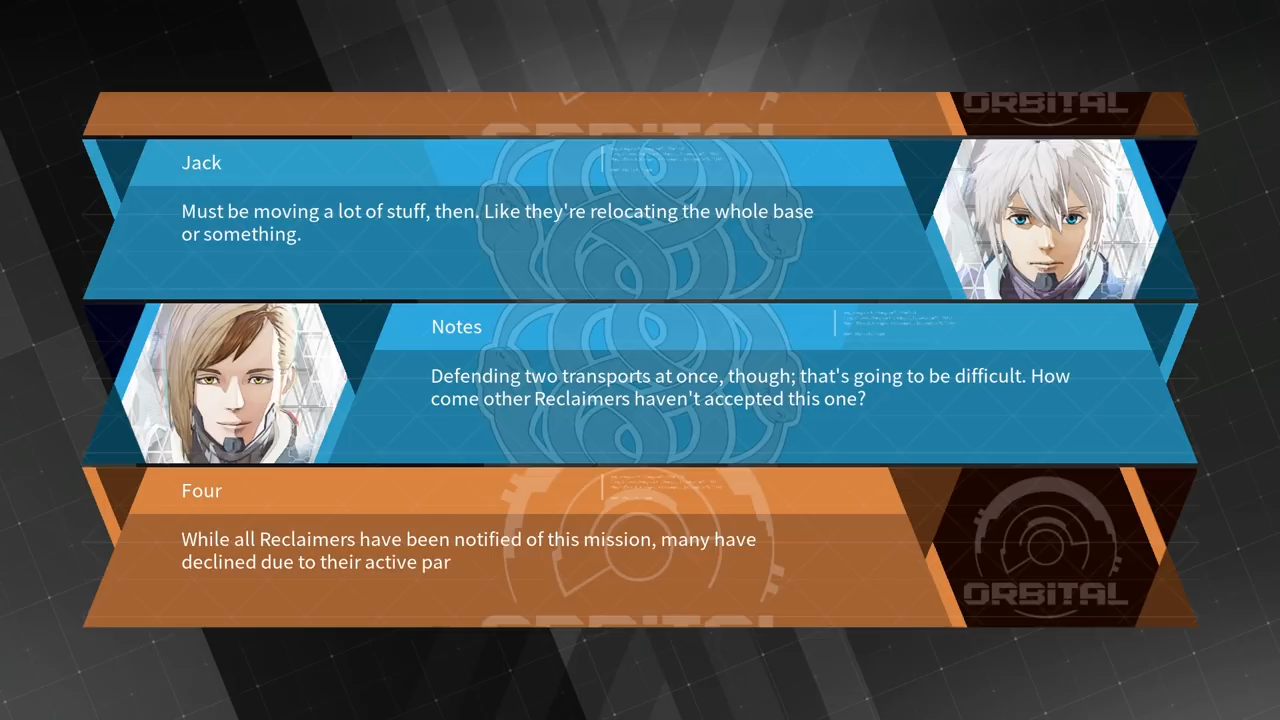 ORBITAL
ORBITAL
Jack
Must be moving a lot of stuff, then. Like they're relocating the whole base
or something.
Notes
Defending two transports at once, though; that's going to be difficult. How
come other Reclaimers haven't accepted this one?
Four
While all Reclaimers have been notified of this mission, many have
declined due to their active par
ORBITAL
ORBITAL